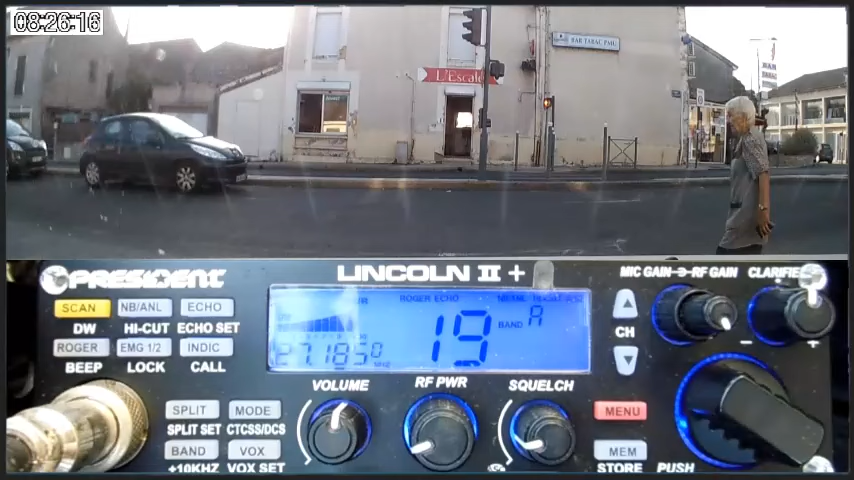 08:26:16
L'Escale
BAR TABAC PMU
BAR
PRESIDENT
LINCOLN II +
MIC GAIN RF GAIN CLARIFIER
SCAN NB/ANL ECHO
DW HI-CUT ECHO SET
ROGER EMG 1/2 INDIC
BEEP LOCK CALL
ROGER ECHO
19 BAND A
27.1850
MHz
CH
- +
VOLUME RF PWR SQUELCH
SPLIT MODE
SPLIT SET CTCSS/DCS
BAND VOX
+10KHZ VOX SET
MENU
MEM
STORE PUSH